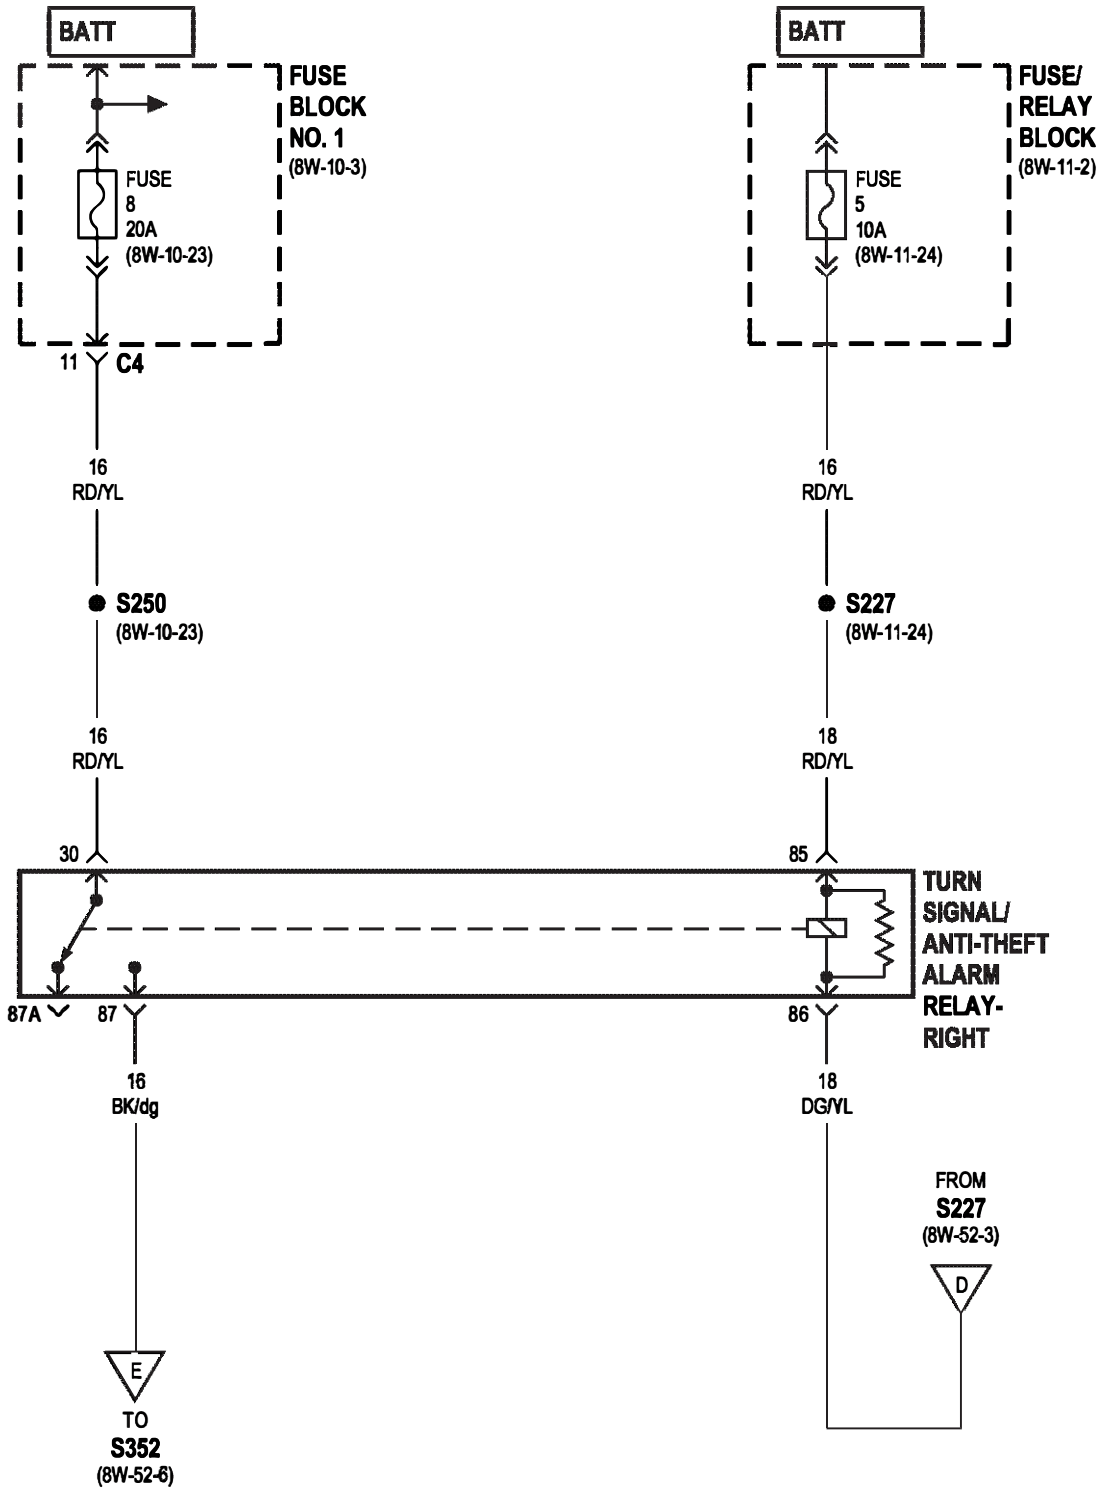 BATT
FUSE
BLOCK
NO. 1
(8W-10-3)
FUSE
8
20A
(8W-10-23)
11
C4
16
RD/YL
S250
(8W-10-23)
16
RD/YL
30
BATT
FUSE/
RELAY
BLOCK
(8W-11-2)
FUSE
5
10A
(8W-11-24)
16
RD/YL
S227
(8W-11-24)
18
RD/YL
85
TURN
SIGNAL/
ANTI-THEFT
ALARM
RELAY-
RIGHT
87A
87
86
16
BK/dg
18
DG/YL
FROM
S227
(8W-52-3)
D
E
TO
S352
(8W-52-6)